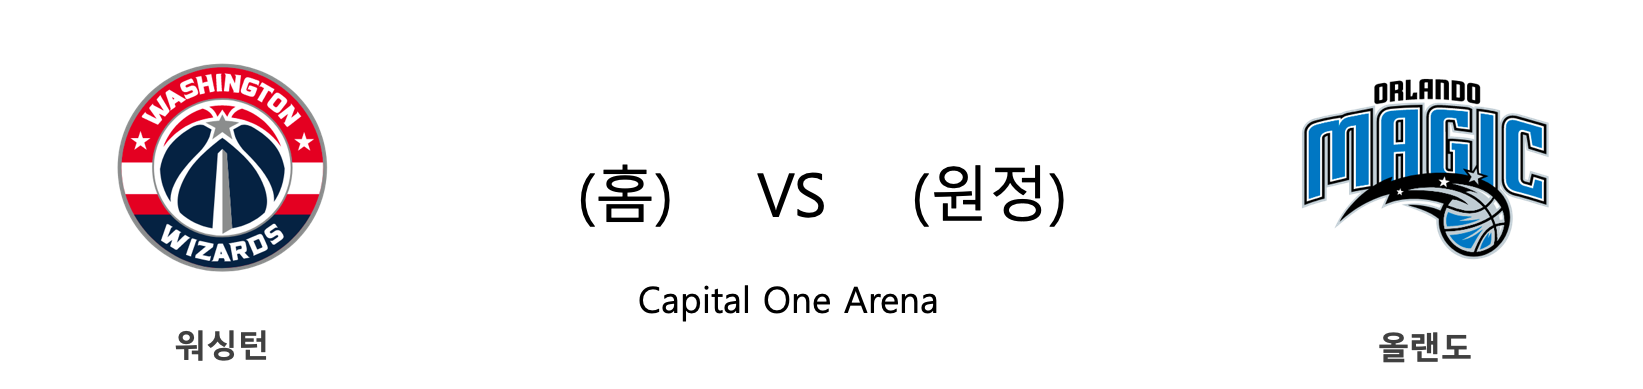 WASHINGTON
WIZARDS
워싱턴
(홈) VS (원정)
Capital One Arena
ORLANDO
MAGIC
올랜도